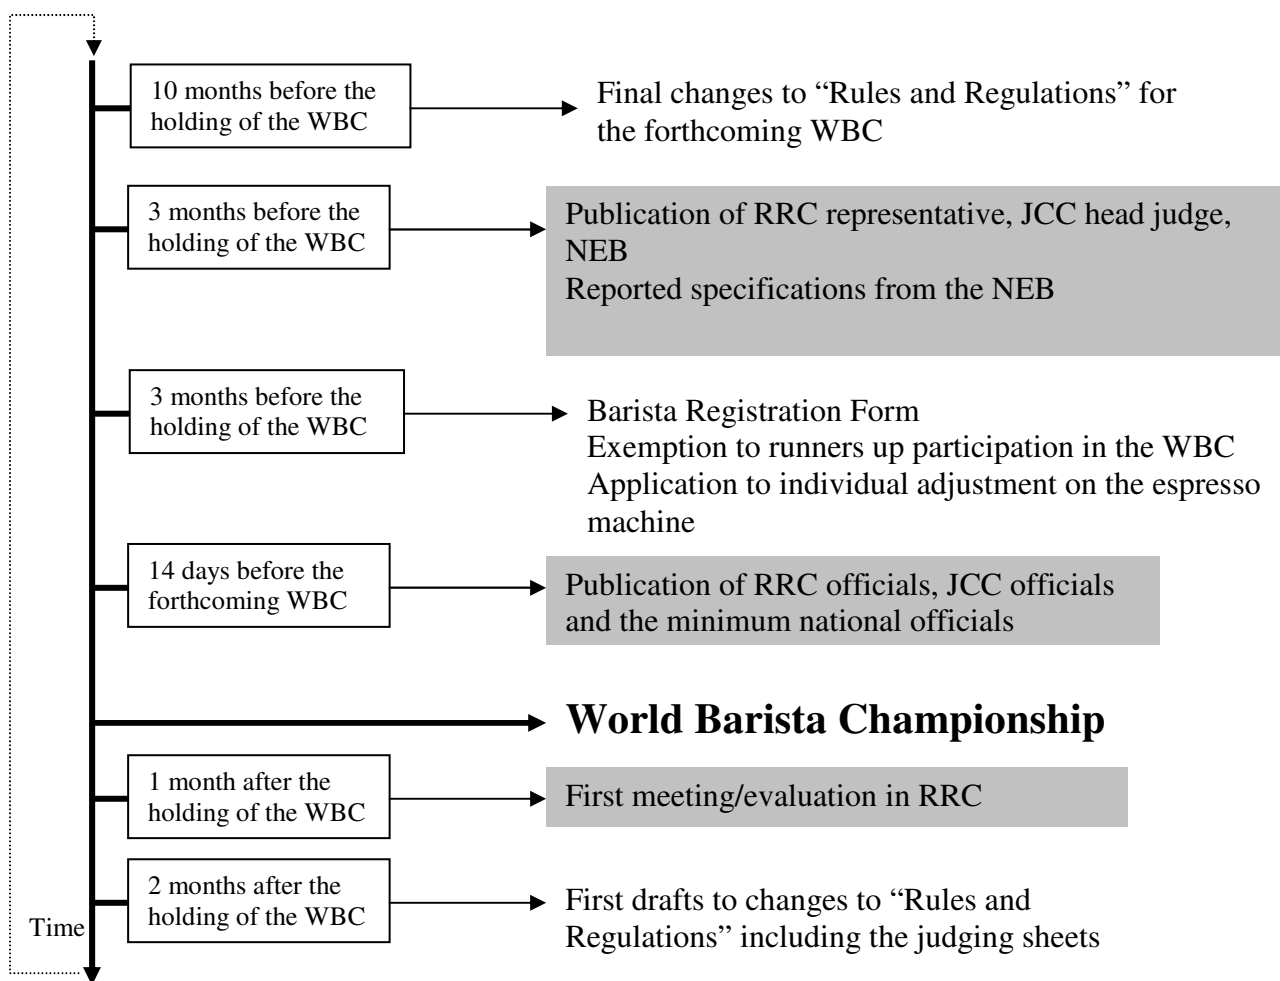 10 months before the
holding of the WBC
Final changes to “Rules and Regulations” for
the forthcoming WBC
3 months before the
holding of the WBC
Publication of RRC representative, JCC head judge,
NEB
Reported specifications from the NEB
3 months before the
holding of the WBC
Barista Registration Form
Exemption to runners up participation in the WBC
Application to individual adjustment on the espresso
machine
14 days before the
forthcoming WBC
Publication of RRC officials, JCC officials
and the minimum national officials
World Barista Championship
1 month after the
holding of the WBC
First meeting/evaluation in RRC
2 months after the
holding of the WBC
First drafts to changes to “Rules and
Regulations” including the judging sheets
Time